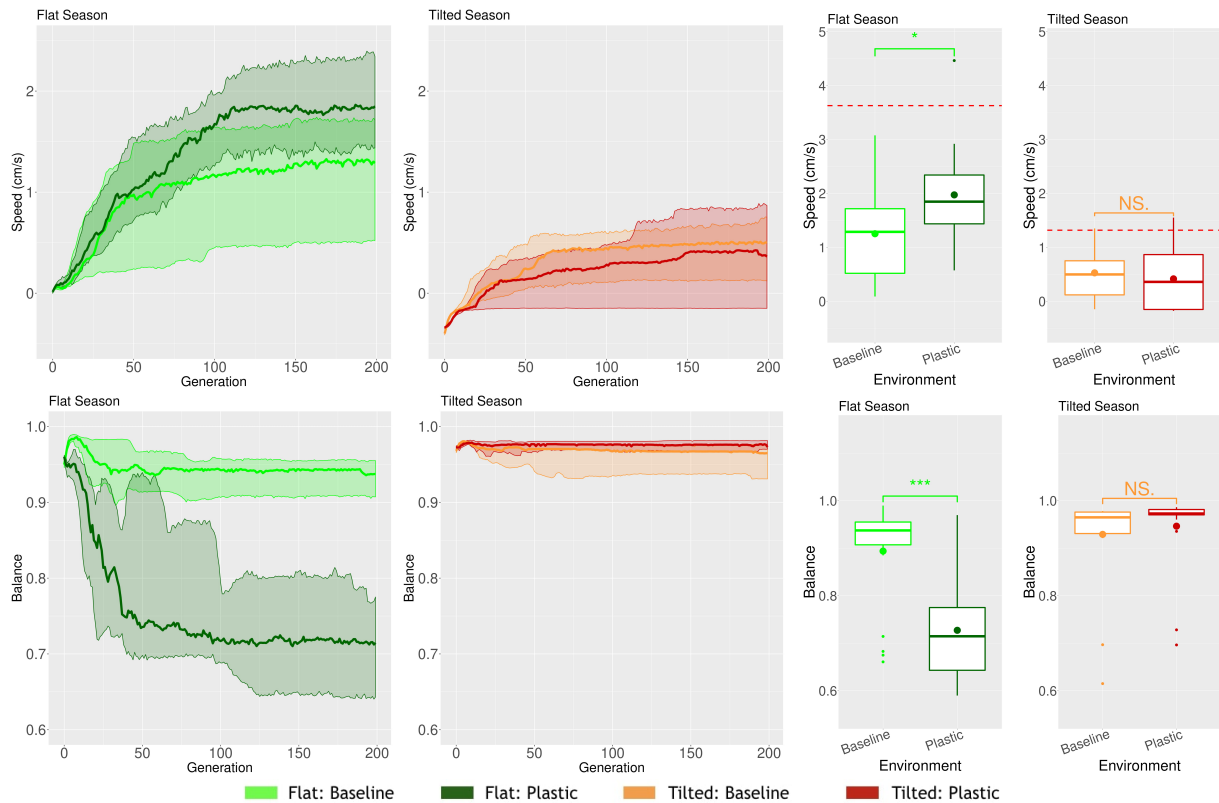 Flat Season
Speed (cm/s)
2
1
0
0
50
100
150
200
Generation
Tilted Season
Speed (cm/s)
2
1
0
0
50
100
150
200
Generation
Flat Season
Speed (cm/s)
5
4
3
2
1
0
*
Baseline
Plastic
Environment
Tilted Season
Speed (cm/s)
5
4
3
2
1
0
NS.
Baseline
Plastic
Environment
Flat Season
Balance
1.0
0.9
0.8
0.7
0.6
0
50
100
150
200
Generation
Tilted Season
Balance
1.0
0.9
0.8
0.7
0.6
0
50
100
150
200
Generation
Flat Season
Balance
1.0
0.8
0.6
***
Baseline
Plastic
Environment
Tilted Season
Balance
1.0
0.8
0.6
NS.
Baseline
Plastic
Environment
Flat: Baseline
Flat: Plastic
Tilted: Baseline
Tilted: Plastic